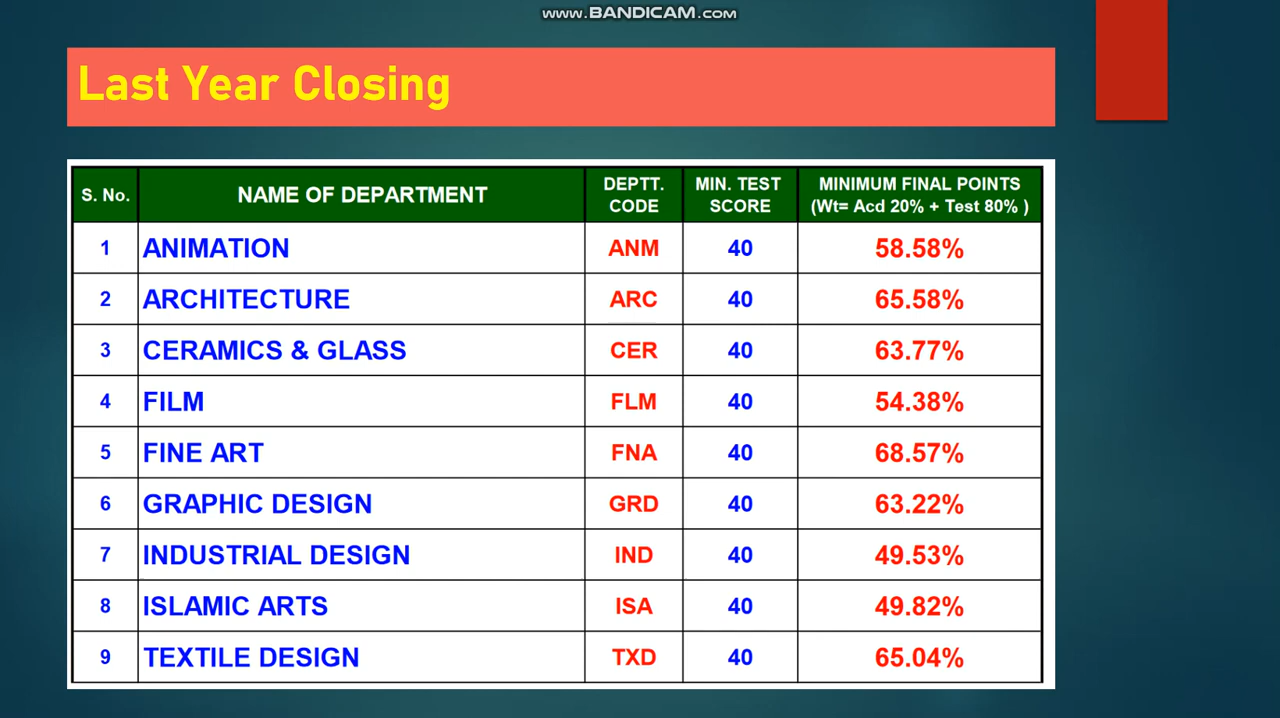 www.BANDICAM.com
Last Year Closing
S. No. NAME OF DEPARTMENT DEPTT. CODE MIN. TEST SCORE MINIMUM FINAL POINTS (Wt= Acd 20% + Test 80% )
1 ANIMATION ANM 40 58.58%
2 ARCHITECTURE ARC 40 65.58%
3 CERAMICS & GLASS CER 40 63.77%
4 FILM FLM 40 54.38%
5 FINE ART FNA 40 68.57%
6 GRAPHIC DESIGN GRD 40 63.22%
7 INDUSTRIAL DESIGN IND 40 49.53%
8 ISLAMIC ARTS ISA 40 49.82%
9 TEXTILE DESIGN TXD 40 65.04%